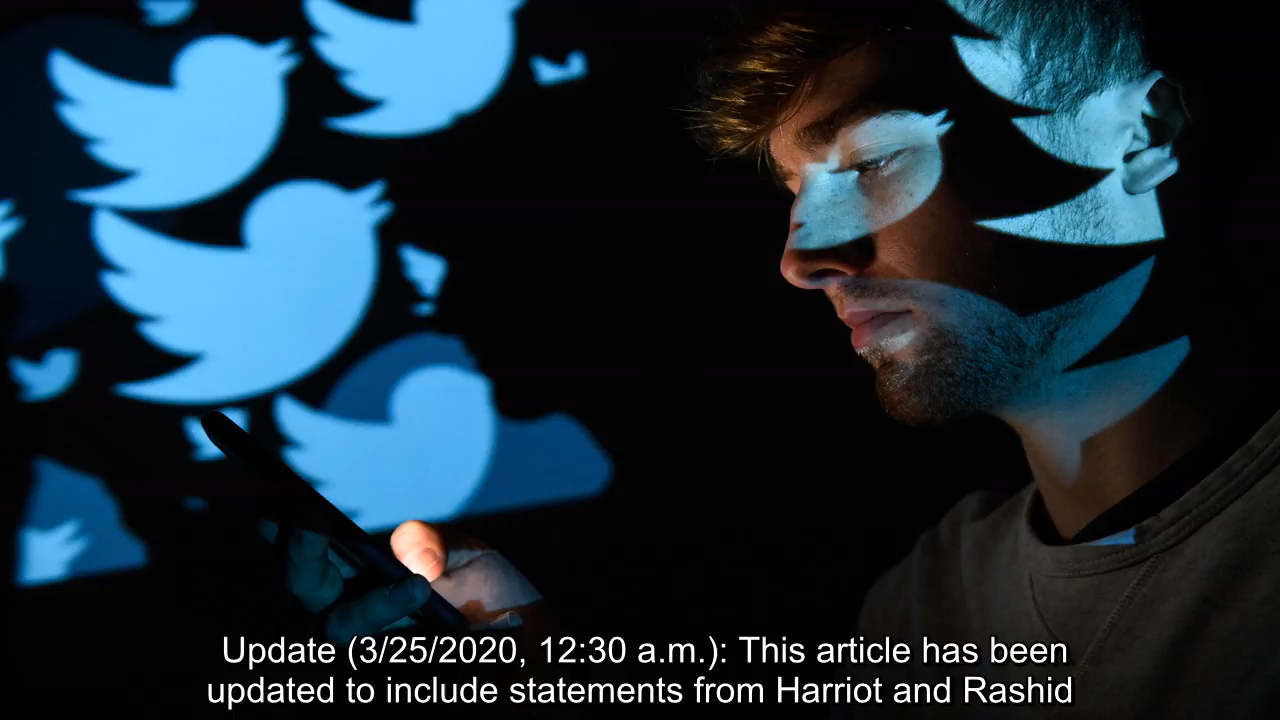 Update (3/25/2020, 12:30 a.m.): This article has been
updated to include statements from Harriot and Rashid